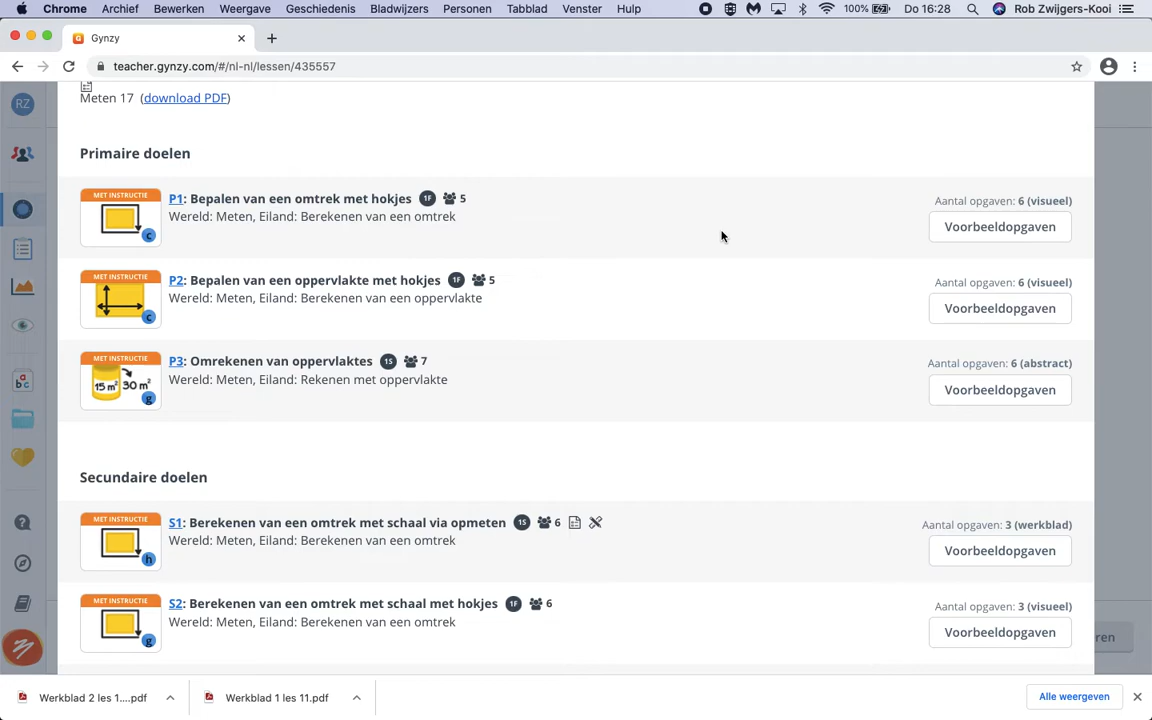 Chrome Archief Bewerken Weergave Geschiedenis Bladwijzers Personen Tabblad Venster Hulp 100% Do 16:28 Rob Zwijgers-Kooi
Gynzy
teacher.gynzy.com/#/nl-nl/lessen/435557
RZ
Meten 17 (download PDF)
Primaire doelen
MET INSTRUCTIE
c
P1: Bepalen van een omtrek met hokjes 1F 5
Wereld: Meten, Eiland: Berekenen van een omtrek
Aantal opgaven: 6 (visueel)
Voorbeeldopgaven
MET INSTRUCTIE
c
P2: Bepalen van een oppervlakte met hokjes 1F 5
Wereld: Meten, Eiland: Berekenen van een oppervlakte
Aantal opgaven: 6 (visueel)
Voorbeeldopgaven
MET INSTRUCTIE
15 m² 30 m²
g
P3: Omrekenen van oppervlaktes 1S 7
Wereld: Meten, Eiland: Rekenen met oppervlakte
Aantal opgaven: 6 (abstract)
Voorbeeldopgaven
a
bc
Secundaire doelen
MET INSTRUCTIE
h
S1: Berekenen van een omtrek met schaal via opmeten 1S 6
Wereld: Meten, Eiland: Berekenen van een omtrek
Aantal opgaven: 3 (werkblad)
Voorbeeldopgaven
MET INSTRUCTIE
g
S2: Berekenen van een omtrek met schaal met hokjes 1F 6
Wereld: Meten, Eiland: Berekenen van een omtrek
Aantal opgaven: 3 (visueel)
Voorbeeldopgaven
ren
Werkblad 2 les 1....pdf
Werkblad 1 les 11.pdf
Alle weergeven